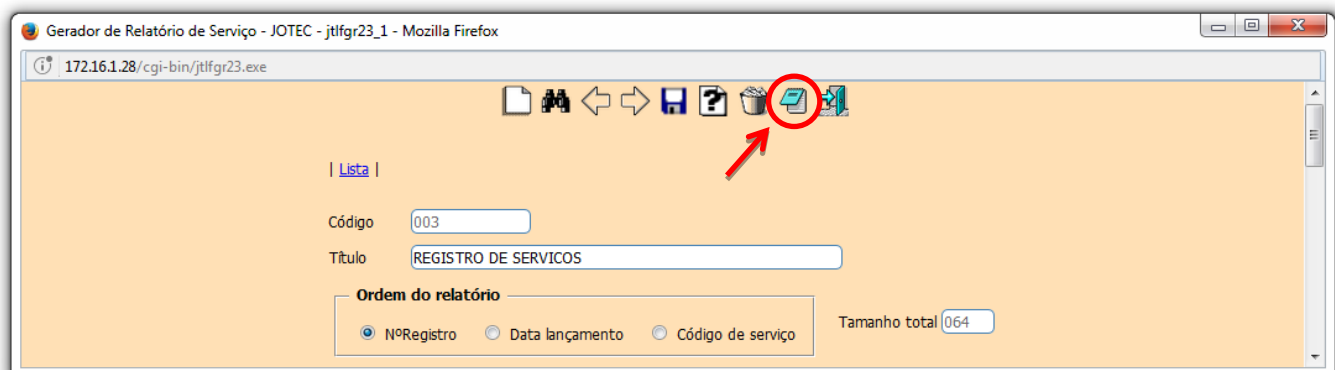 Gerador de Relatório de Serviço - JOTEC - jtlfgr23_1 - Mozilla Firefox
172.16.1.28/cgi-bin/jtlfgr23.exe
| Lista |
Código 003
Título REGISTRO DE SERVICOS
Ordem do relatório
NºRegistro Data lançamento Código de serviço Tamanho total 064